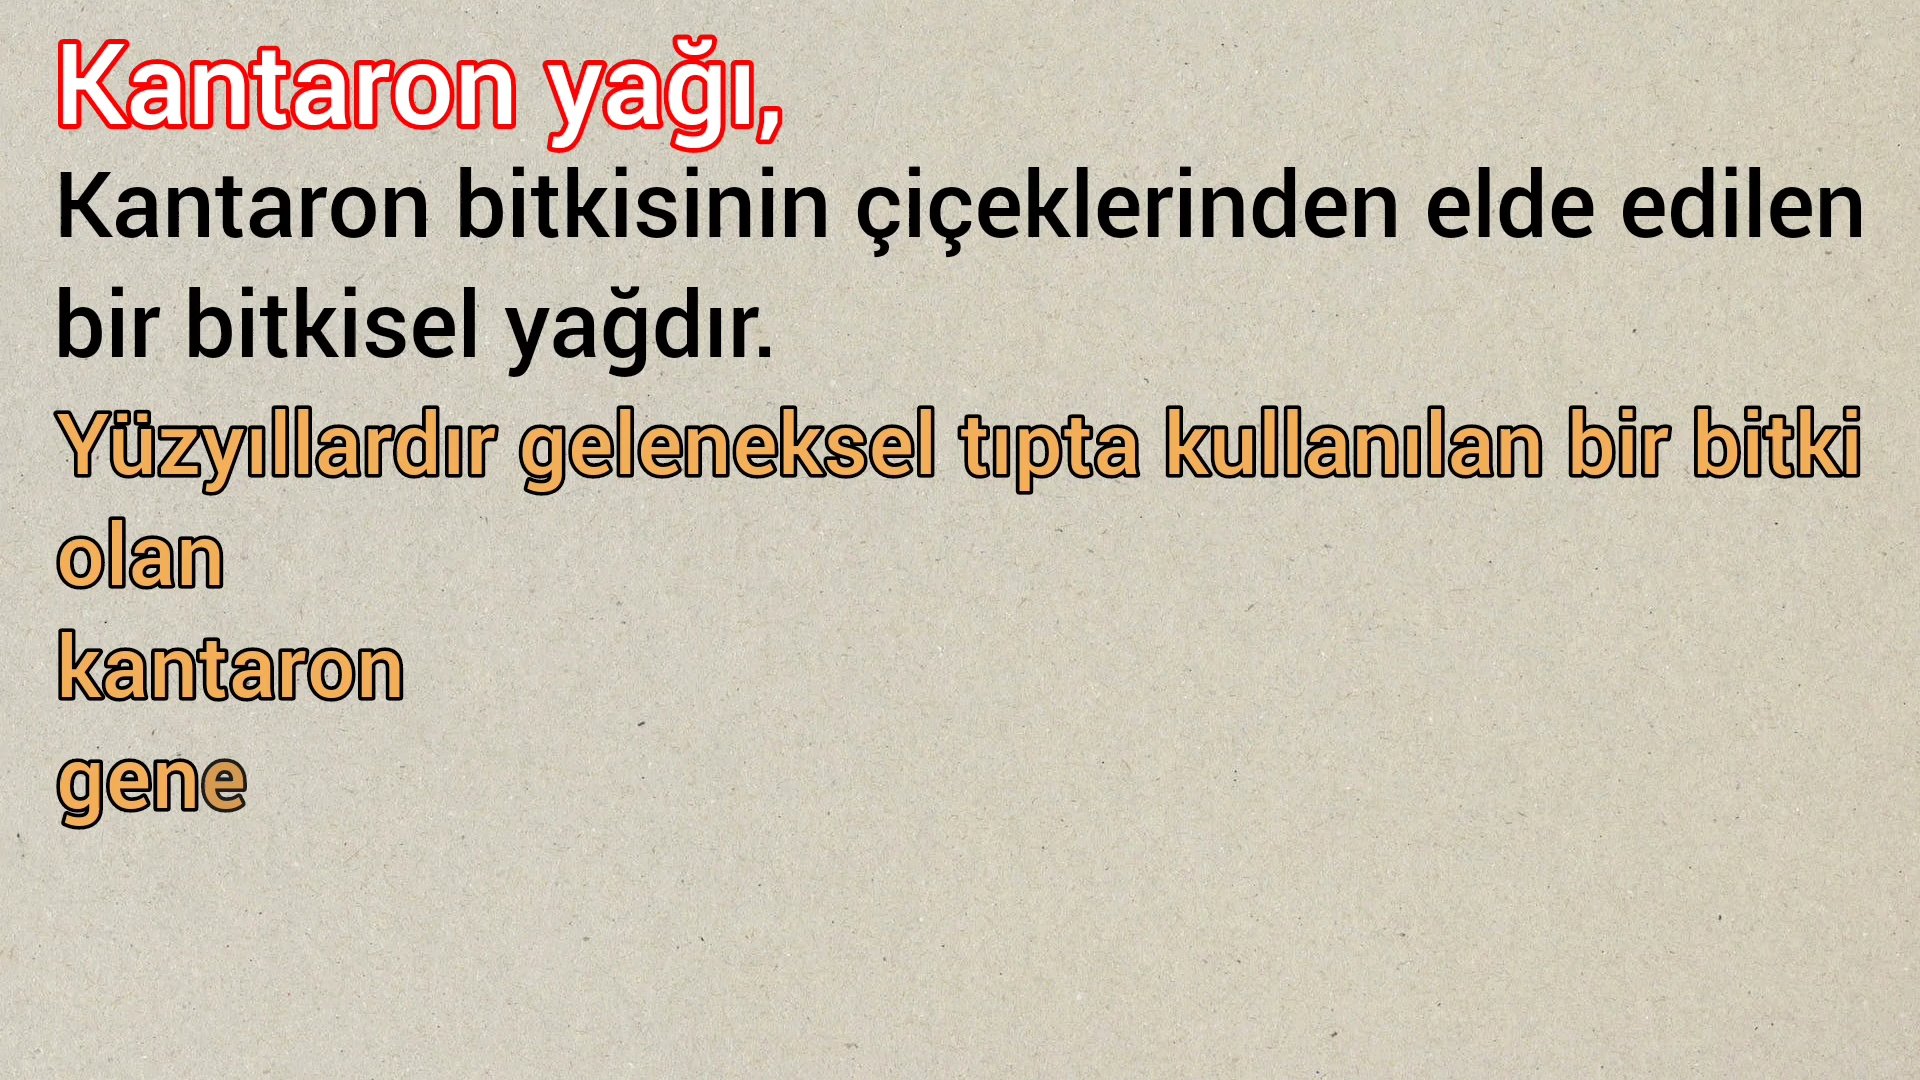 Kantaron yağı,
Kantaron bitkisinin çiçeklerinden elde edilen
bir bitkisel yağdır.
Yüzyıllardır geleneksel tıpta kullanılan bir bitki
olan
kantaron
gene